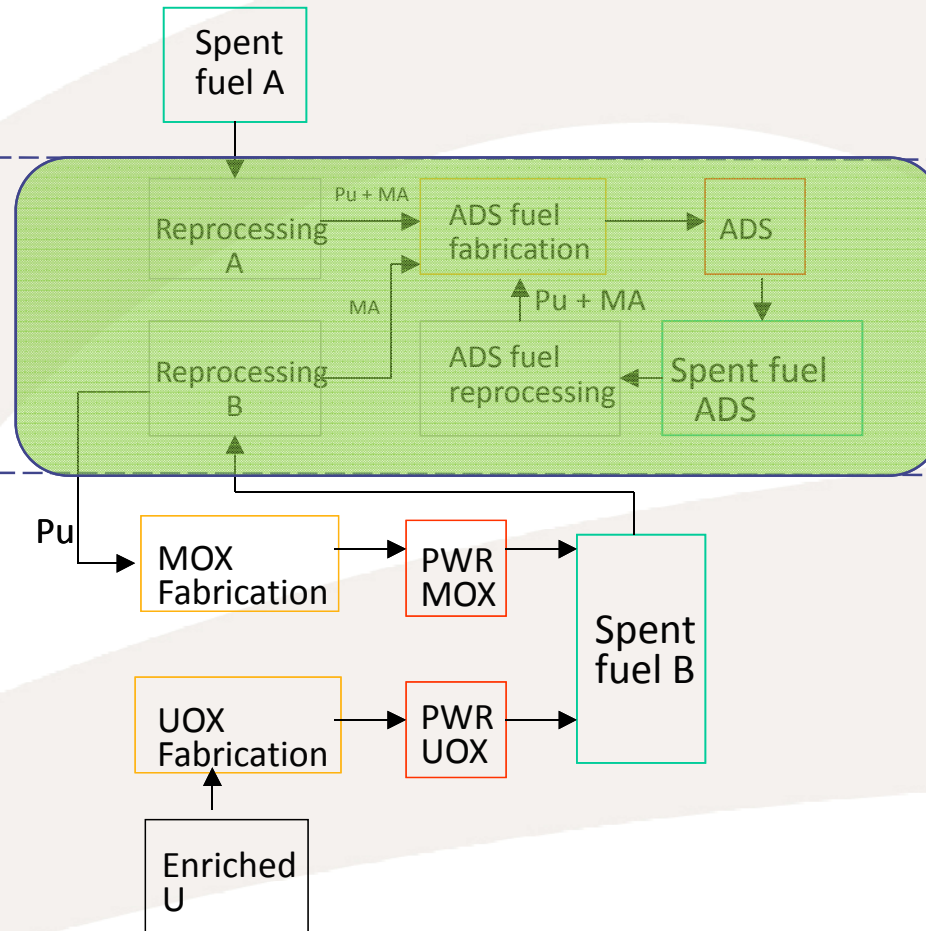 Spent
fuel A
Pu + MA
Reprocessing
A
ADS fuel
fabrication
ADS
MA
Pu + MA
Reprocessing
B
ADS fuel
reprocessing
Spent fuel
ADS
Pu
MOX
Fabrication
PWR
MOX
Spent
fuel B
UOX
Fabrication
PWR
UOX
Enriched
U